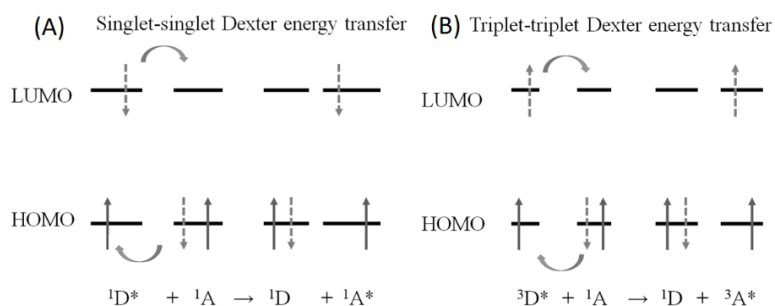 (A) Singlet-singlet Dexter energy transfer
LUMO
HOMO
¹D* + ¹A → ¹D + ¹A*
(B) Triplet-triplet Dexter energy transfer
LUMO
HOMO
³D* + ¹A → ¹D + ³A*